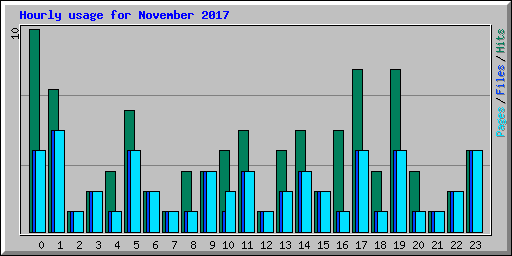 Hourly usage for November 2017
10
Pages / Files / Hits
0 1 2 3 4 5 6 7 8 9 10 11 12 13 14 15 16 17 18 19 20 21 22 23